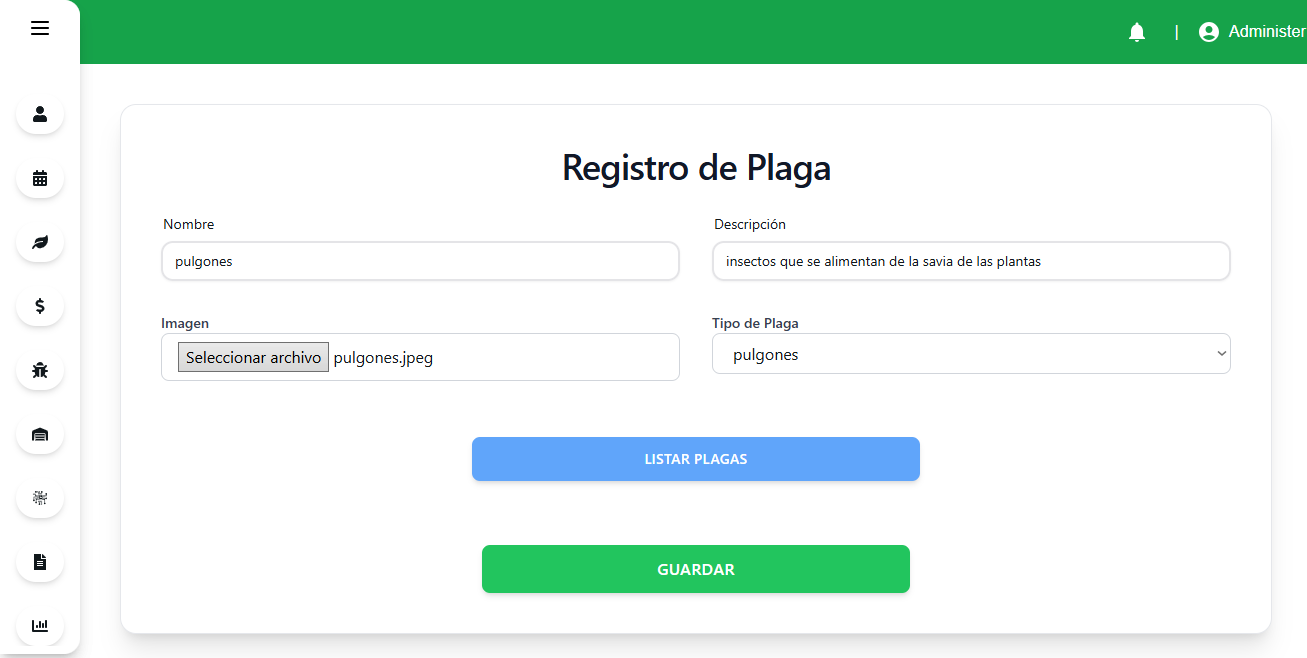 | Administer
Registro de Plaga
Nombre
Descripción
pulgones
insectos que se alimentan de la savia de las plantas
Imagen
Tipo de Plaga
Seleccionar archivo pulgones.jpeg
pulgones
LISTAR PLAGAS
GUARDAR